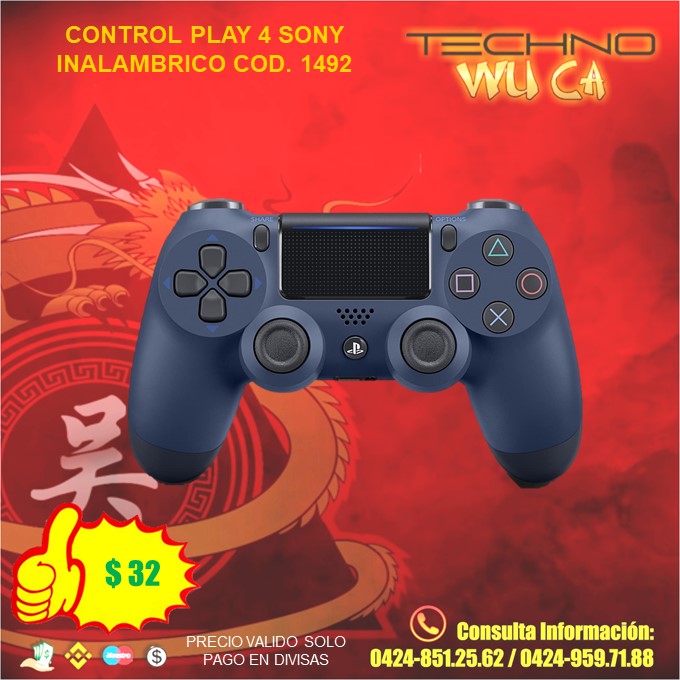 CONTROL PLAY 4 SONY
INALAMBRICO COD. 1492
TECHNO
WU CA
SHARE
OPTIONS
吴
$ 32
PRECIO VALIDO SOLO
PAGO EN DIVISAS
Consulta Información:
0424-851.25.62 / 0424-959.71.88